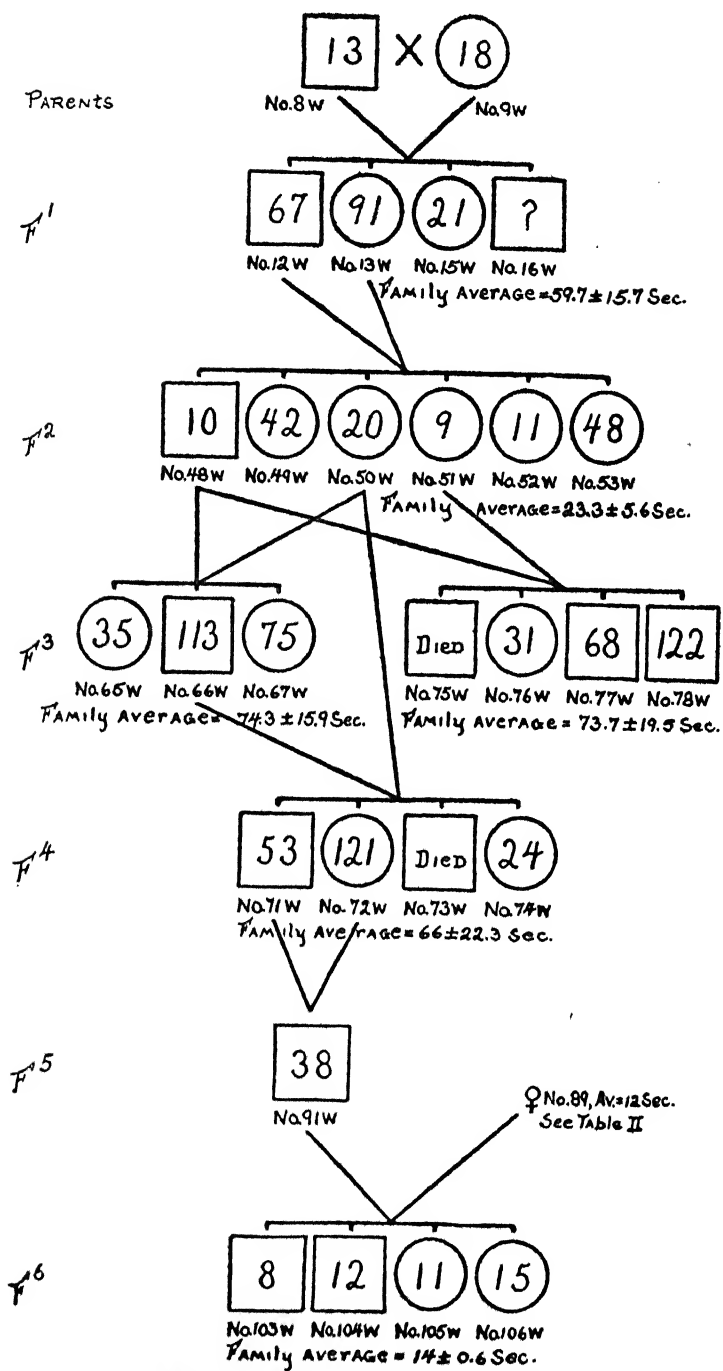 13 X 18
Parents
No.8W No.9W
F1
67 91 21 ?
No.12W No.13W No.15W No.16W
Family Average=59.7±15.7 Sec.
F2
10 42 20 9 11 48
No.48W No.49W No.50W No.51W No.52W No.53W
Family Average=23.3±5.6 Sec.
F3
35 113 75 Died 31 68 122
No.65W No.66W No.67W No.75W No.76W No.77W No.78W
Family Average= 74.3±15.9 Sec. Family Average= 73.7±19.5 Sec.
F4
53 121 Died 24
No.71W No.72W No.73W No.74W
Family Average=66±22.3 Sec.
F5
38
No.91W
♀ No.89, Av.=12 Sec.
See Table II
F6
8 12 11 15
No.103W No.104W No.105W No.106W
Family Average = 14± 0.6 Sec.